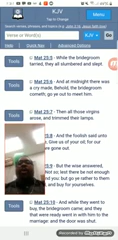 KJV
Tap to Change
Menu
Search verses, phrases, and topics (e.g. John 3:16, Jesus faith love)
Verse or Word(s)
KJV
Go
Help
Quick Nav
Advanced Options
Tools
Mat 25:5 - While the bridegroom
tarried, they all slumbered and slept.
Tools
Mat 25:6 - And at midnight there was
a cry made, Behold, the bridegroom
cometh; go ye out to meet him.
Tools
Mat 25:7 - Then all those virgins
arose, and trimmed their lamps.
25:8 - And the foolish said unto
Give us of your oil; for our
are gone out.
25:9 - But the wise answered,
Not so; lest there be not enough
and you: but go ye rather to them
and buy for yourselves.
Tools
Mat 25:10 - And while they went
to buy, the bridegroom came; and they
that were ready went in with him to the
marriage: and the door was shut.